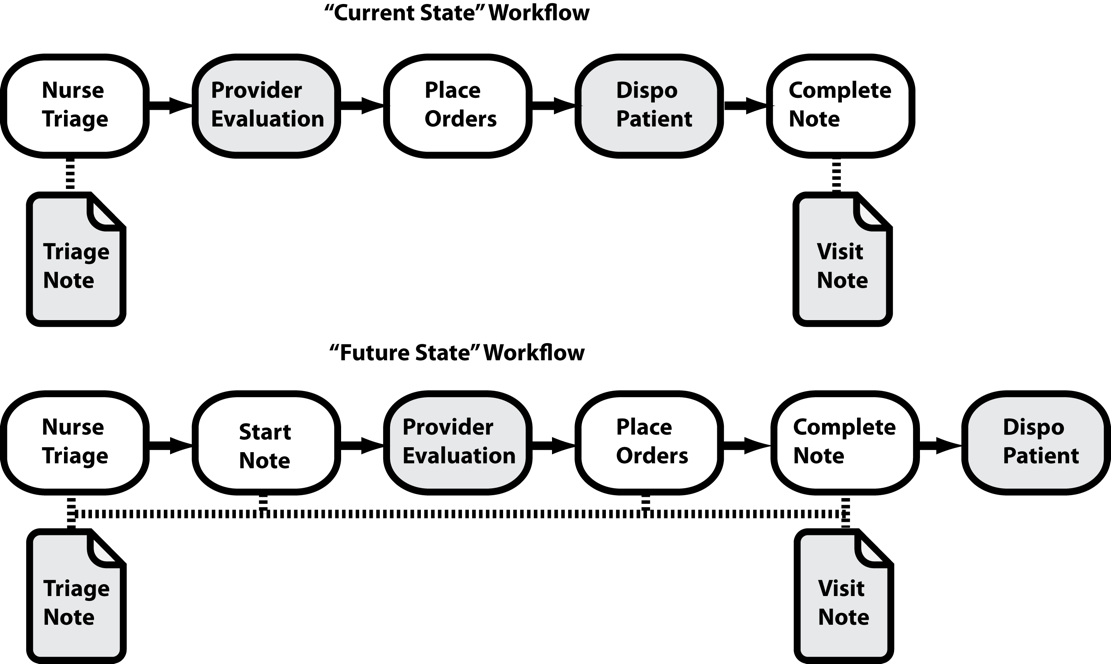 “Current State” Workflow
Nurse
Triage
Provider
Evaluation
Place
Orders
Dispo
Patient
Complete
Note
Triage
Note
Visit
Note
“Future State” Workflow
Nurse
Triage
Start
Note
Provider
Evaluation
Place
Orders
Complete
Note
Dispo
Patient
Triage
Note
Visit
Note